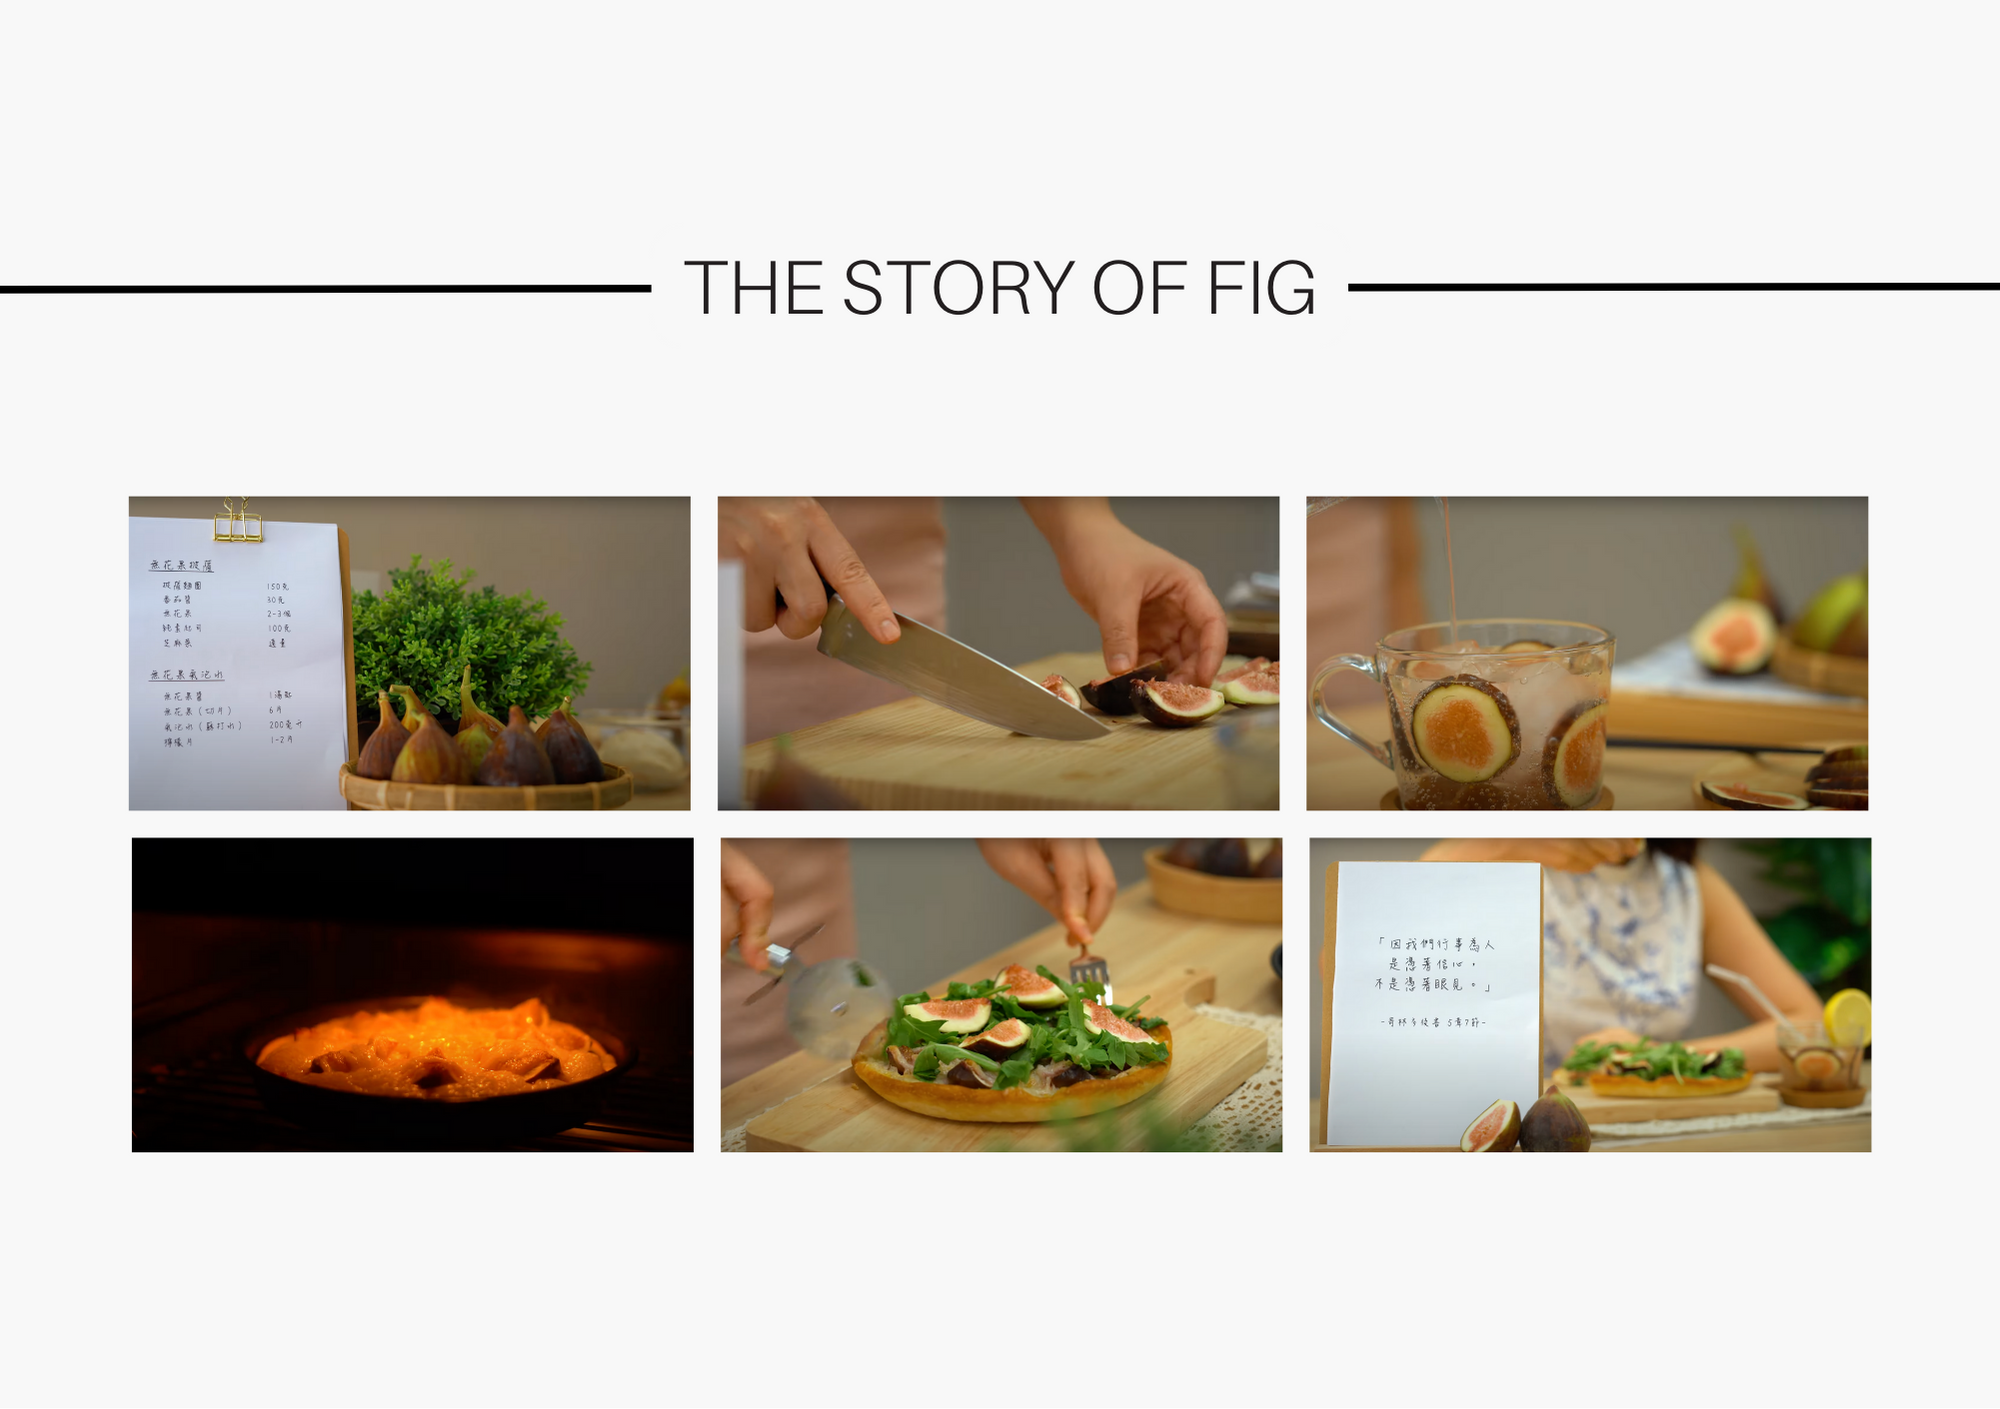 THE STORY OF FIG
無花果披薩
披薩麵團 150克
番茄醬 30克
無花果 2-3個
純素起司 100克
芝麻葉 適量
無花果氣泡水
無花果醬 1湯匙
無花果(切片) 6片
氣泡水(蘇打水) 200毫升
檸檬片 1-2片
「因我們行事為人
是憑著信心,
不是憑著眼見。」
-哥林多後書 5章7節-